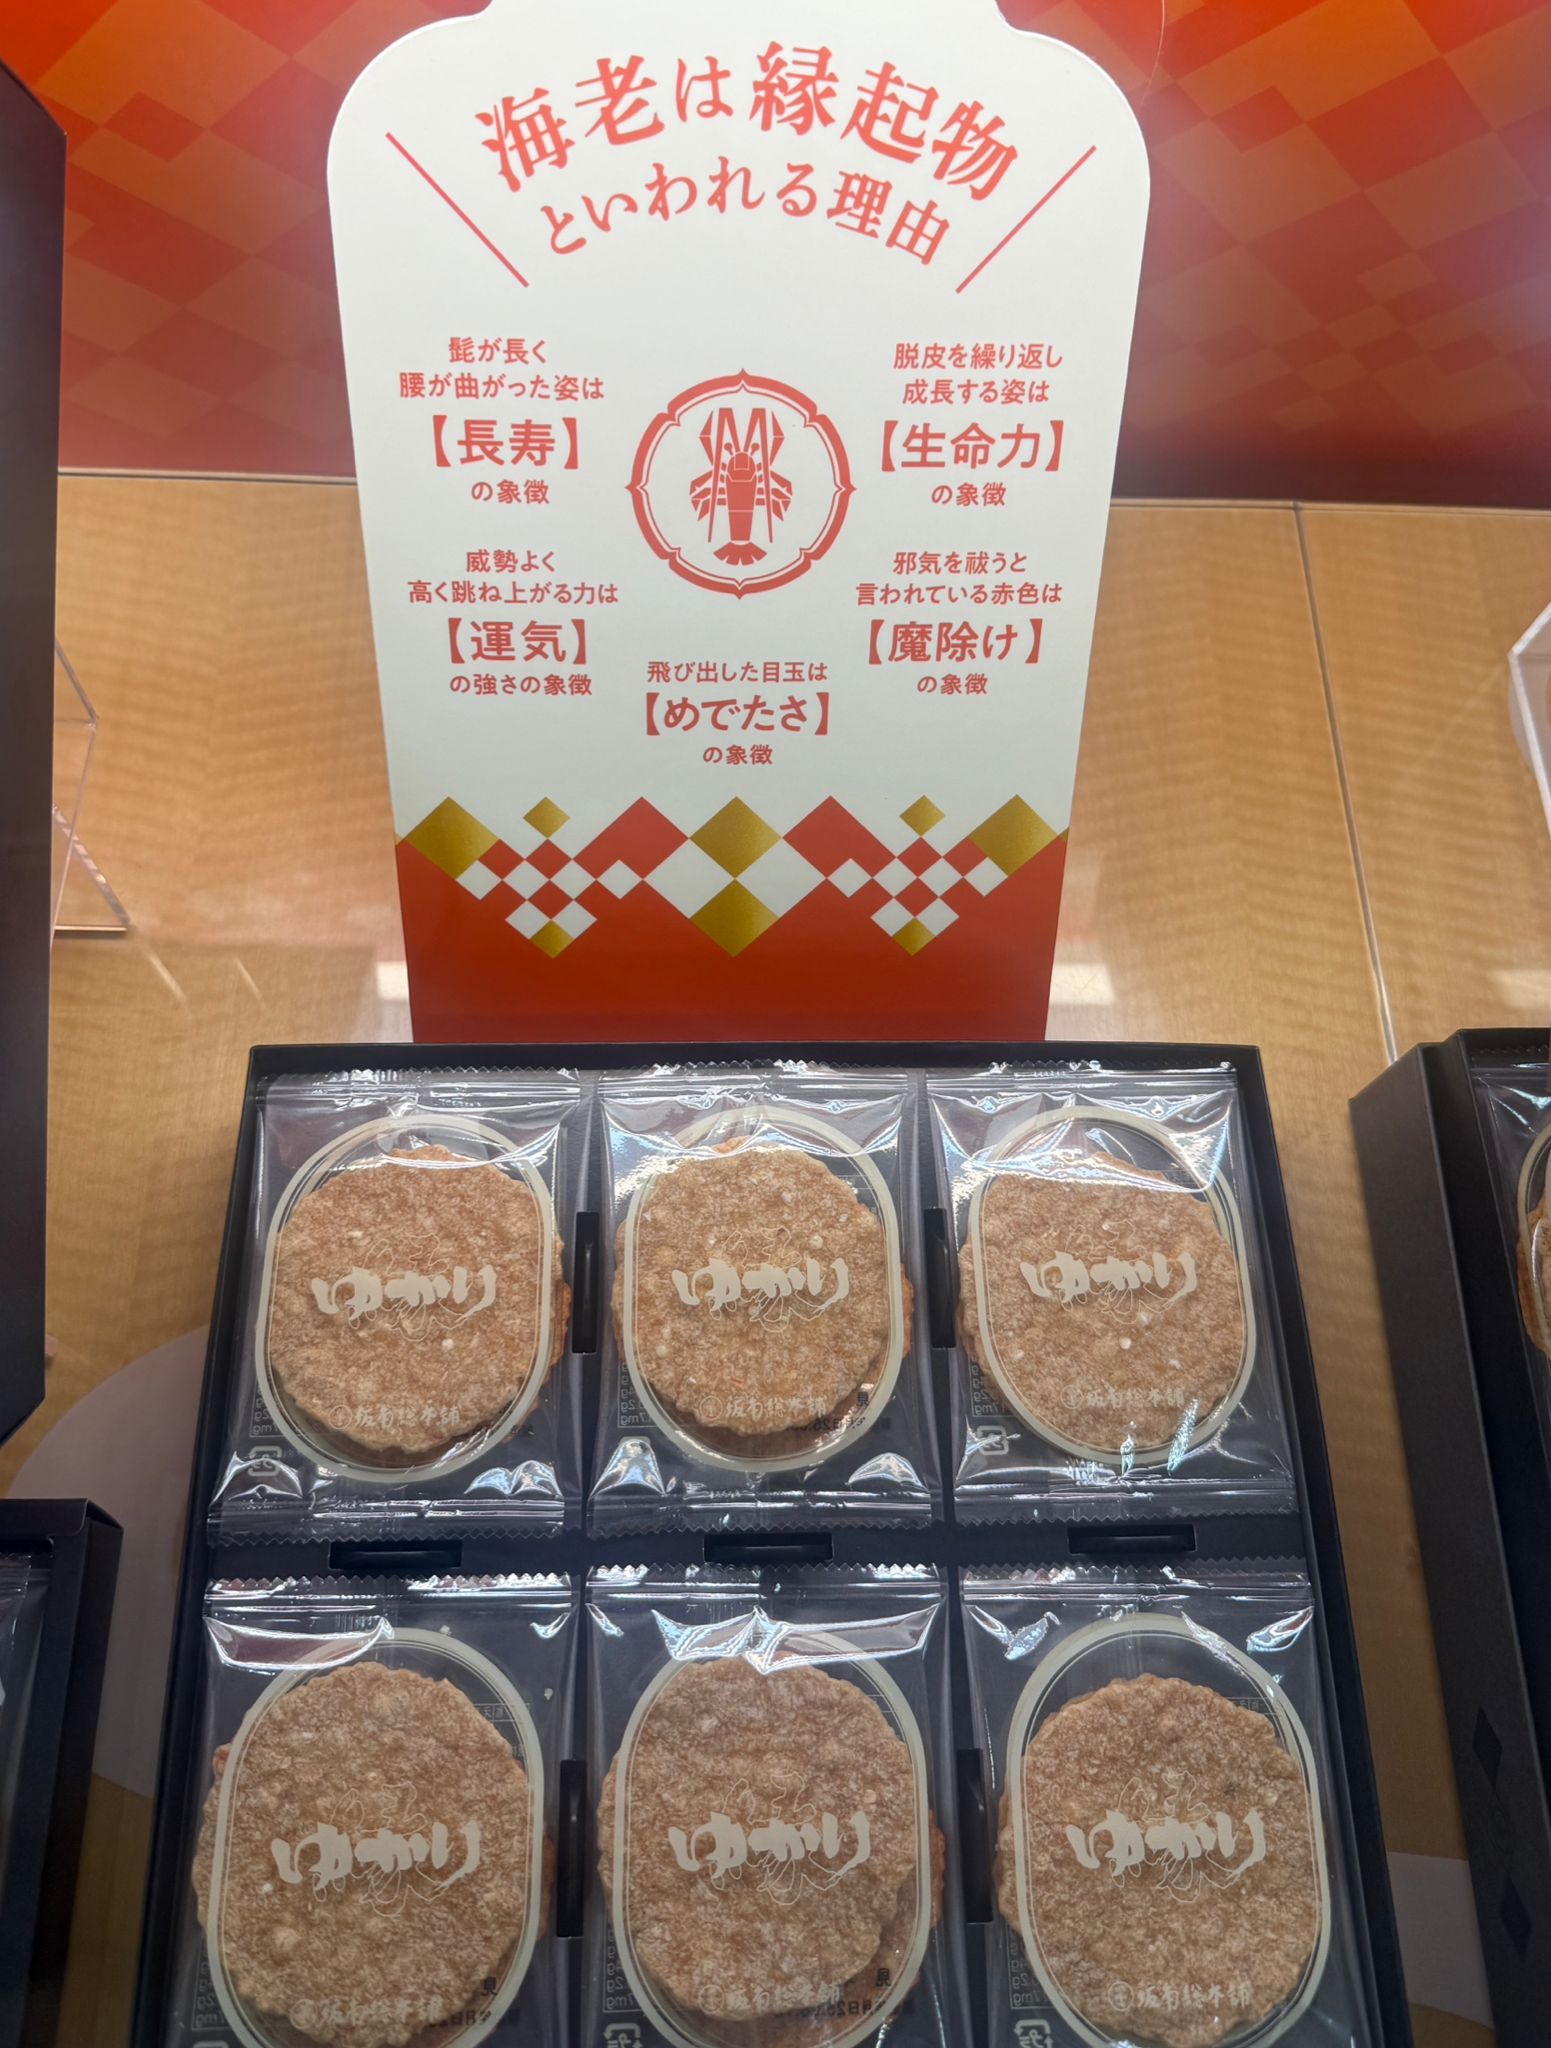 海老は縁起物
といわれる理由
髭が長く
腰が曲がった姿は
【長寿】
の象徴
脱皮を繰り返し
成長する姿は
【生命力】
の象徴
威勢よく
高く跳ね上がる力は
【運気】
の強さの象徴
邪気を祓うと
言われている赤色は
【魔除け】
の象徴
飛び出した目玉は
【めでたさ】
の象徴
ゆかり
坂角総本舖
ゆかり
坂角総本舖
ゆかり
坂角総本舖
ゆかり
坂角総本舖
ゆかり
坂角総本舖
ゆかり
坂角総本舖